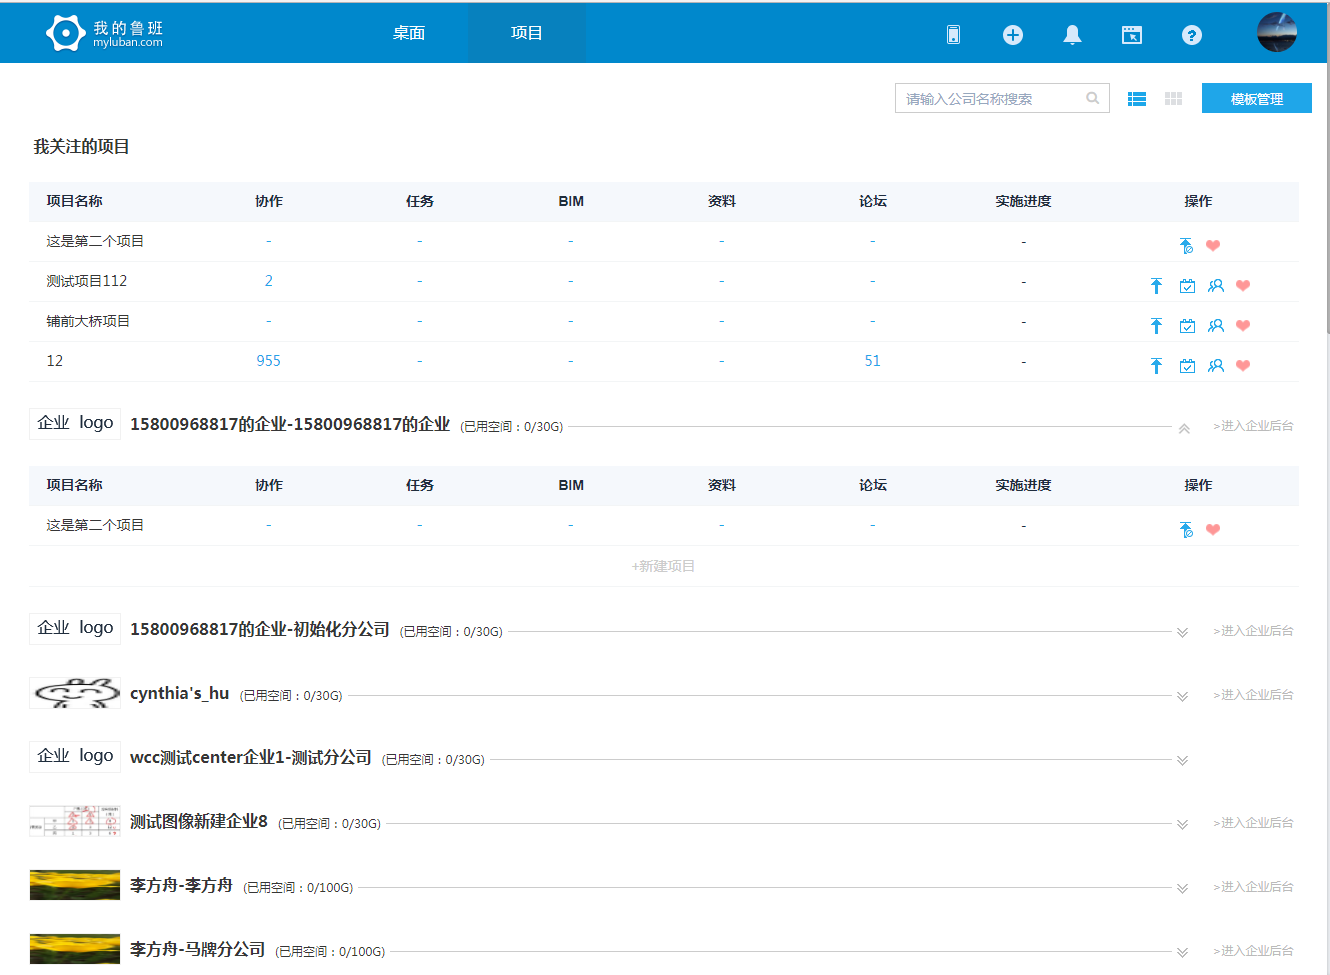 我的鲁班
myluban.com
桌面 项目
请输入公司名称搜索 模板管理
我关注的项目
项目名称 协作 任务 BIM 资料 论坛 实施进度 操作
这是第二个项目 - - - - - -
测试项目112 2 - - - - -
铺前大桥项目 - - - - - -
12 955 - - - 51 -
企业 logo 15800968817的企业-15800968817的企业 (已用空间：0/30G) >进入企业后台
项目名称 协作 任务 BIM 资料 论坛 实施进度 操作
这是第二个项目 - - - - - -
+新建项目
企业 logo 15800968817的企业-初始化分公司 (已用空间：0/30G) >进入企业后台
cynthia's_hu (已用空间：0/30G) >进入企业后台
企业 logo wcc测试center企业1-测试分公司 (已用空间：0/30G)
测试图像新建企业8 (已用空间：0/30G) >进入企业后台
李方舟-李方舟 (已用空间：0/100G) >进入企业后台
李方舟-马牌分公司 (已用空间：0/100G) >进入企业后台